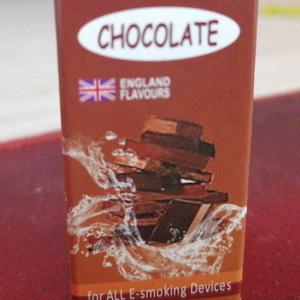 CHOCOLATE
ENGLAND
FLAVOURS
for ALL E-smoking Devices